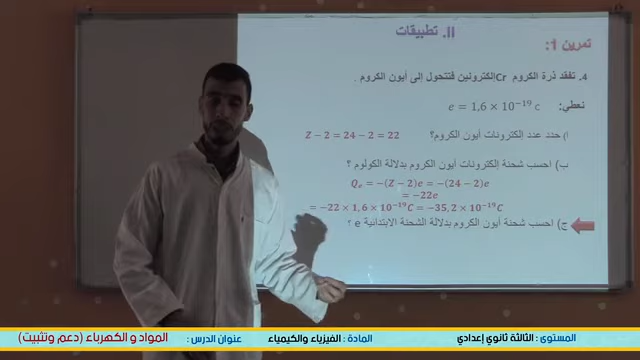 II. تطبيقات
تمرين 1:
4. تفقد ذرة الكروم Cr إلكترونين فتتحول إلى أيون الكروم .
نعطي: e = 1,6 × 10⁻¹⁹ c
ا) حدد عدد إلكترونات أيون الكروم؟ Z − 2 = 24 − 2 = 22
ب) احسب شحنة إلكترونات أيون الكروم بدلالة الكولوم ؟
Qₑ = −(Z − 2)e = −(24 − 2)e
= −22e
= −22 × 1,6 × 10⁻¹⁹C = −35,2 × 10⁻¹⁹C
ج) احسب شحنة أيون الكروم بدلالة الشحنة الابتدائية e ؟
المستوى : الثالثة ثانوي إعدادي المادة : الفيزياء والكيمياء عنوان الدرس : المواد و الكهرباء (دعم وتثبيت)